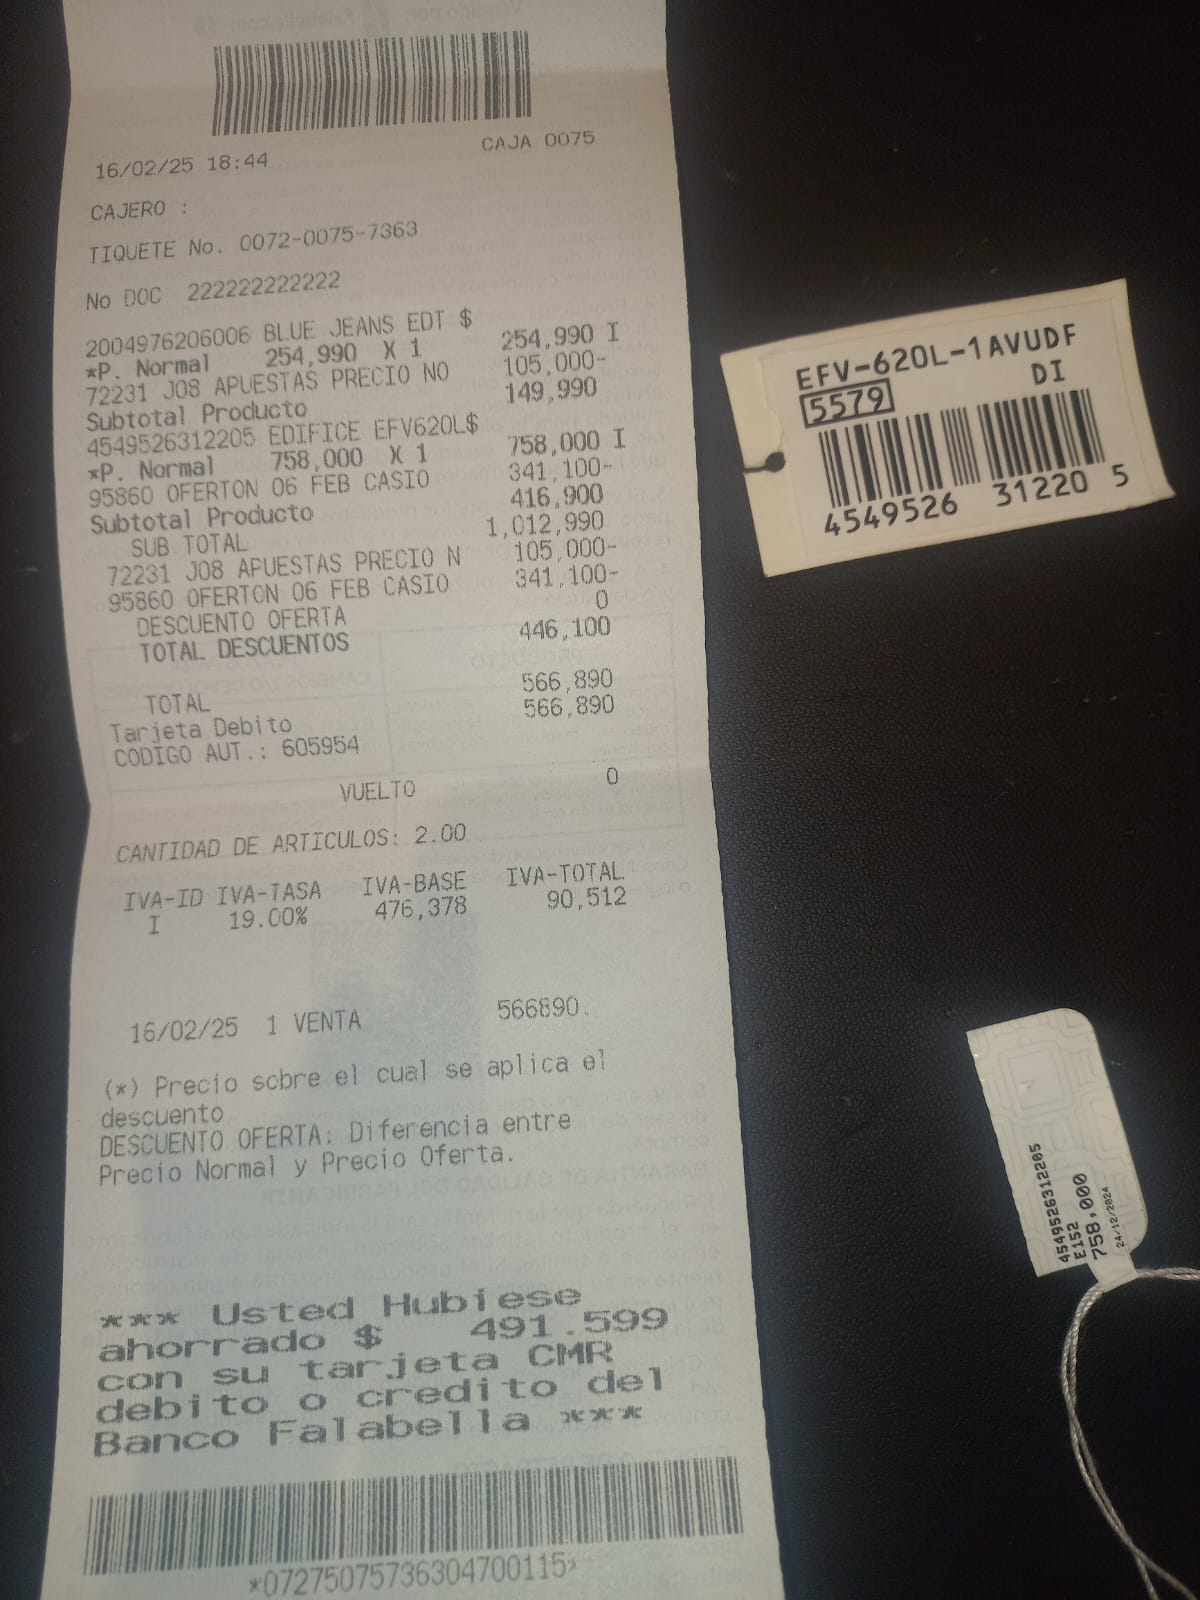 16/02/25 18:44 CAJA 0075
CAJERO :
TIQUETE No. 0072-0075-7363
No DOC 222222222222
2004976206006 BLUE JEANS EDT $ 254,990 I
*P. Normal 254,990 X 1
72231 J08 APUESTAS PRECIO NO 105,000-
Subtotal Producto 149,990
4549526312205 EDIFICE EFV620L$ 758,000 I
*P. Normal 758,000 X 1
95860 OFERTON 06 FEB CASIO 341,100-
Subtotal Producto 416,900
SUB TOTAL 1,012,990
72231 J08 APUESTAS PRECIO N 105,000-
95860 OFERTON 06 FEB CASIO 341,100-
DESCUENTO OFERTA 0
TOTAL DESCUENTOS 446,100
TOTAL 566,890
Tarjeta Debito 566,890
CODIGO AUT.: 605954
VUELTO 0
CANTIDAD DE ARTICULOS: 2.00
IVA-ID IVA-TASA IVA-BASE IVA-TOTAL
I 19.00% 476,378 90,512
16/02/25 1 VENTA 566890.
(*) Precio sobre el cual se aplica el
descuento
DESCUENTO OFERTA: Diferencia entre
Precio Normal y Precio Oferta.
*** Usted Hubiese
ahorrado $ 491.599
con su tarjeta CMR
debito o credito del
Banco Falabella ***
*07275075736304700115*
EFV-620L-1AVUDF
5579 DI
4549526 31220 5
4549526312205
E152
758,000
24/12/2024